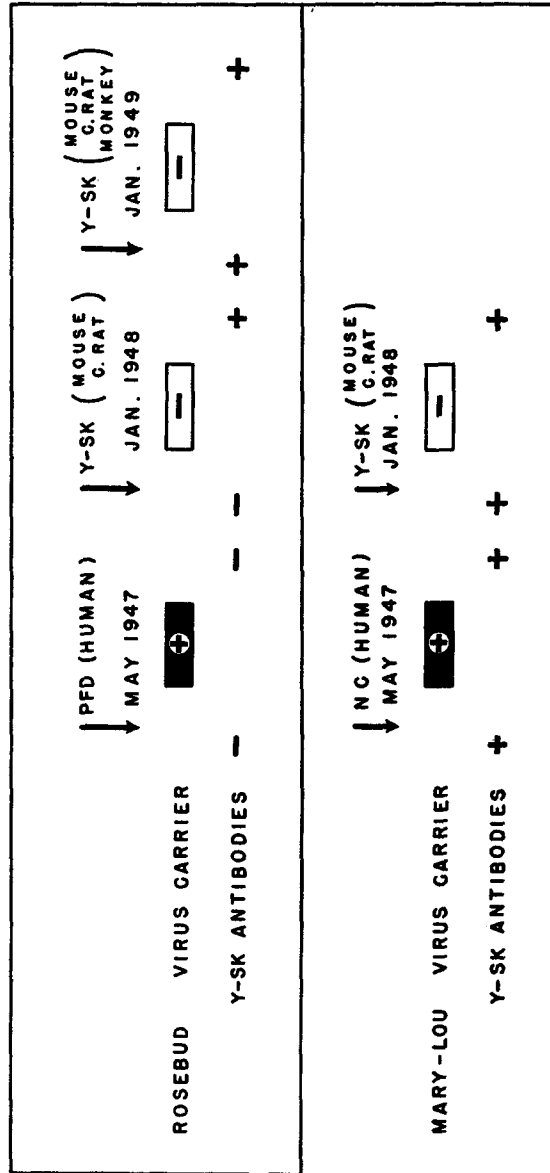 PFD (HUMAN)
MAY 1947
Y-SK (MOUSE
C.RAT)
JAN. 1948
Y-SK (MOUSE
C.RAT
MONKEY)
JAN. 1949
ROSEBUD VIRUS CARRIER + − −
Y-SK ANTIBODIES − − − + + +
NC (HUMAN)
MAY 1947
Y-SK (MOUSE
C.RAT)
JAN. 1948
MARY-LOU VIRUS CARRIER + −
Y-SK ANTIBODIES + + + +